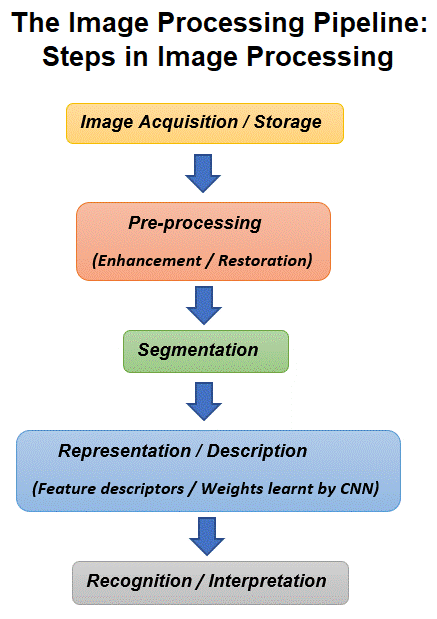 The Image Processing Pipeline:
Steps in Image Processing
Image Acquisition / Storage
Pre-processing
(Enhancement / Restoration)
Segmentation
Representation / Description
(Feature descriptors / Weights learnt by CNN)
Recognition / Interpretation